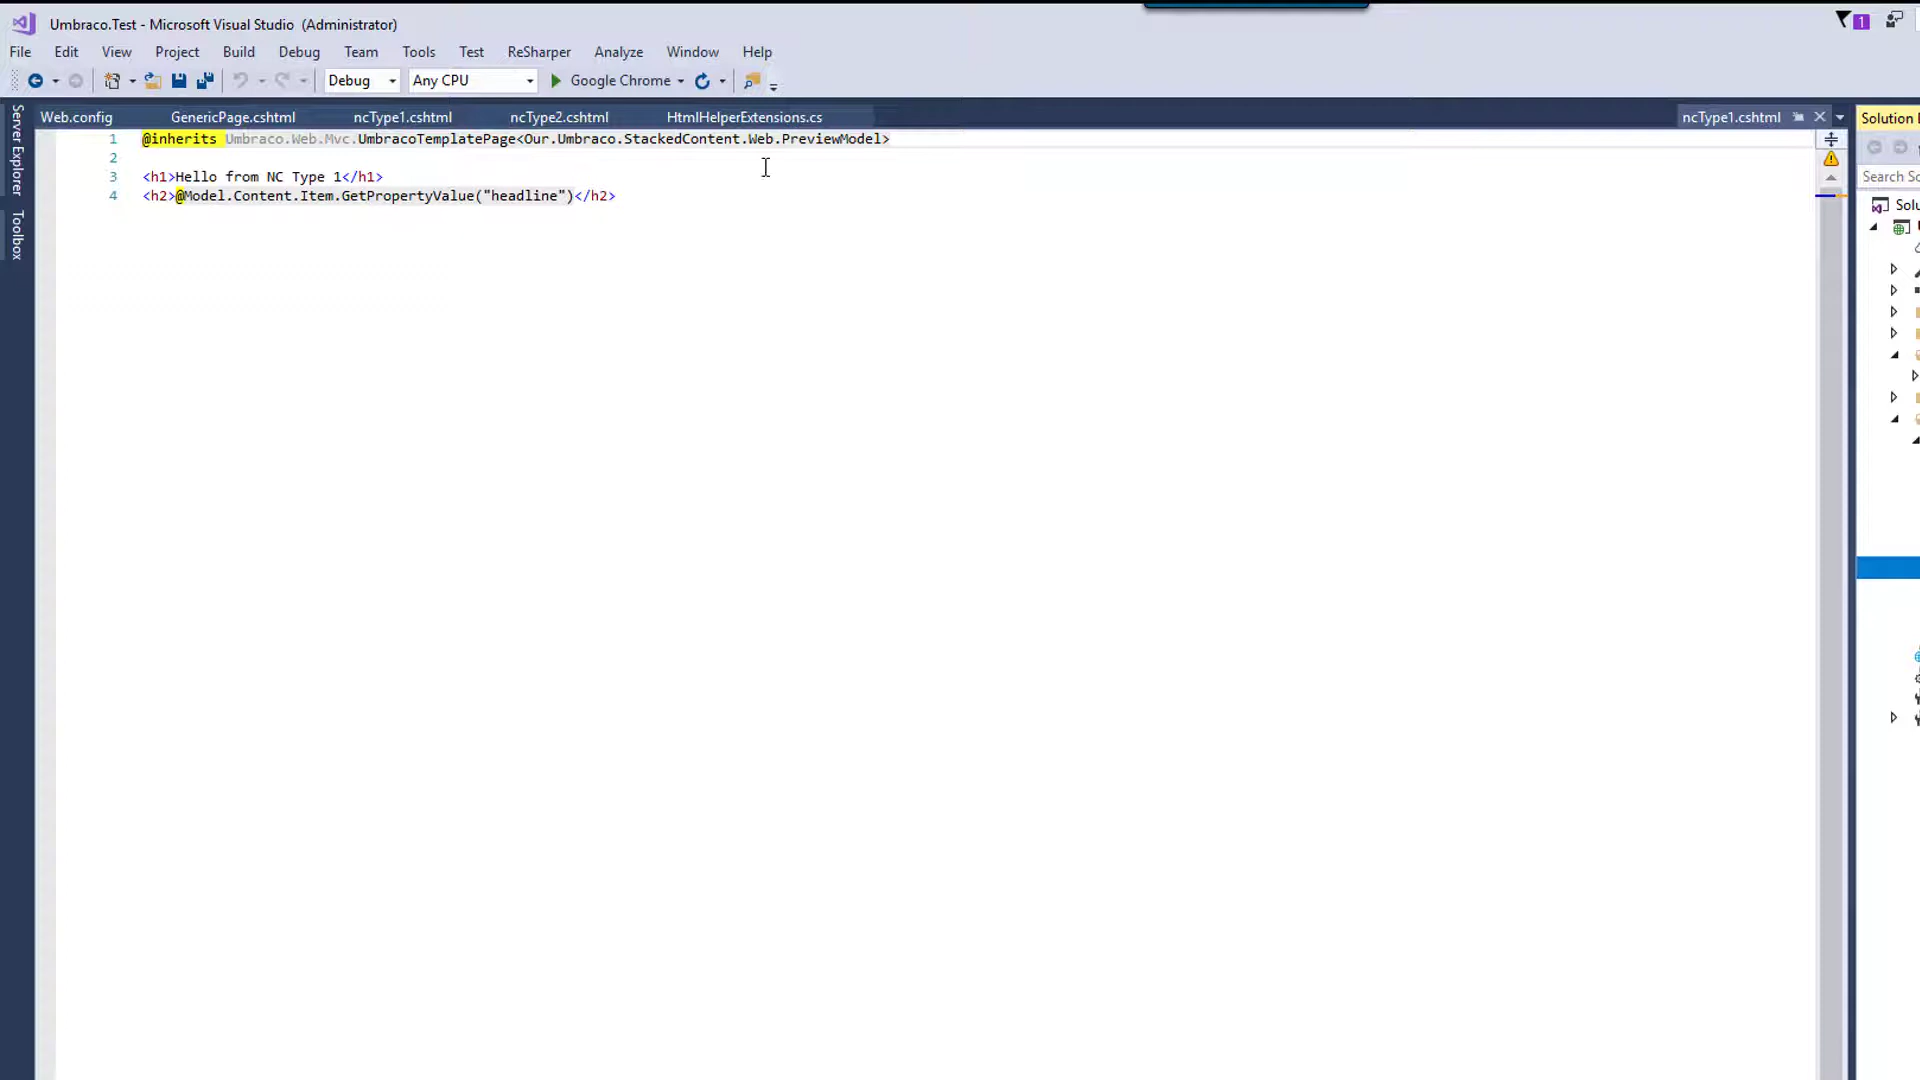 Umbraco.Test - Microsoft Visual Studio (Administrator)
1
File Edit View Project Build Debug Team Tools Test ReSharper Analyze Window Help
Debug Any CPU Google Chrome
Server Explorer
Toolbox
Web.config GenericPage.cshtml ncType1.cshtml ncType2.cshtml HtmlHelperExtensions.cs ncType1.cshtml
1 @inherits Umbraco.Web.Mvc.UmbracoTemplatePage<Our.Umbraco.StackedContent.Web.PreviewModel>
2
3 <h1>Hello from NC Type 1</h1>
4 <h2>@Model.Content.Item.GetPropertyValue("headline")</h2>
Solution E
Search So
Solu